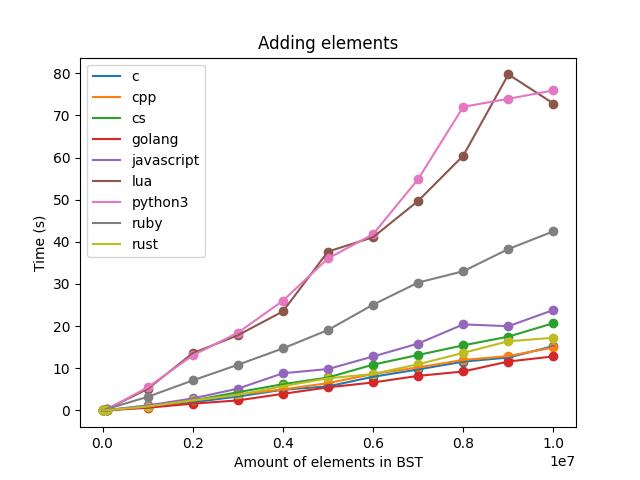 Adding elements
Time (s)
80
70
60
50
40
30
20
10
0
c
cpp
cs
golang
javascript
lua
python3
ruby
rust
0.0 0.2 0.4 0.6 0.8 1.0
1e7
Amount of elements in BST